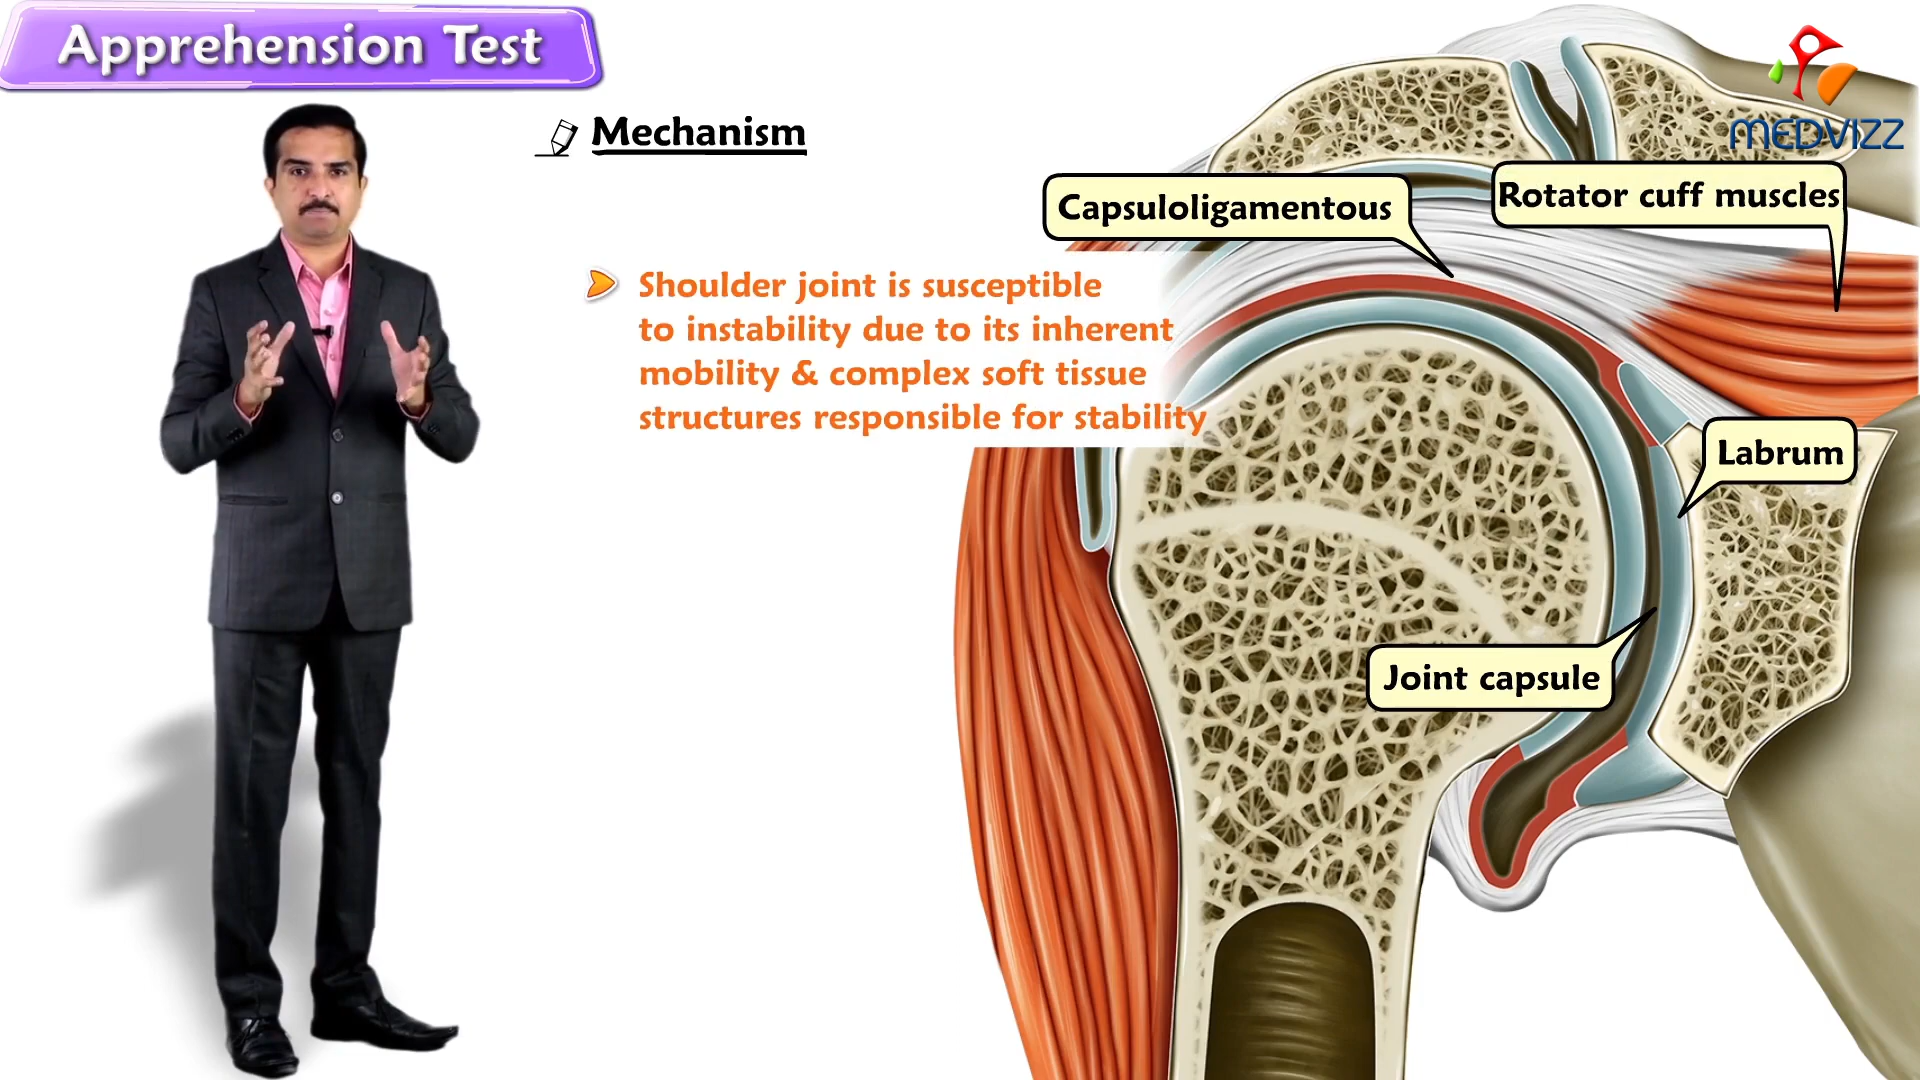 Apprehension Test
Mechanism
MEDVIZZ
Capsuloligamentous
Rotator cuff muscles
Shoulder joint is susceptible
to instability due to its inherent
mobility & complex soft tissue
structures responsible for stability
Labrum
Joint capsule